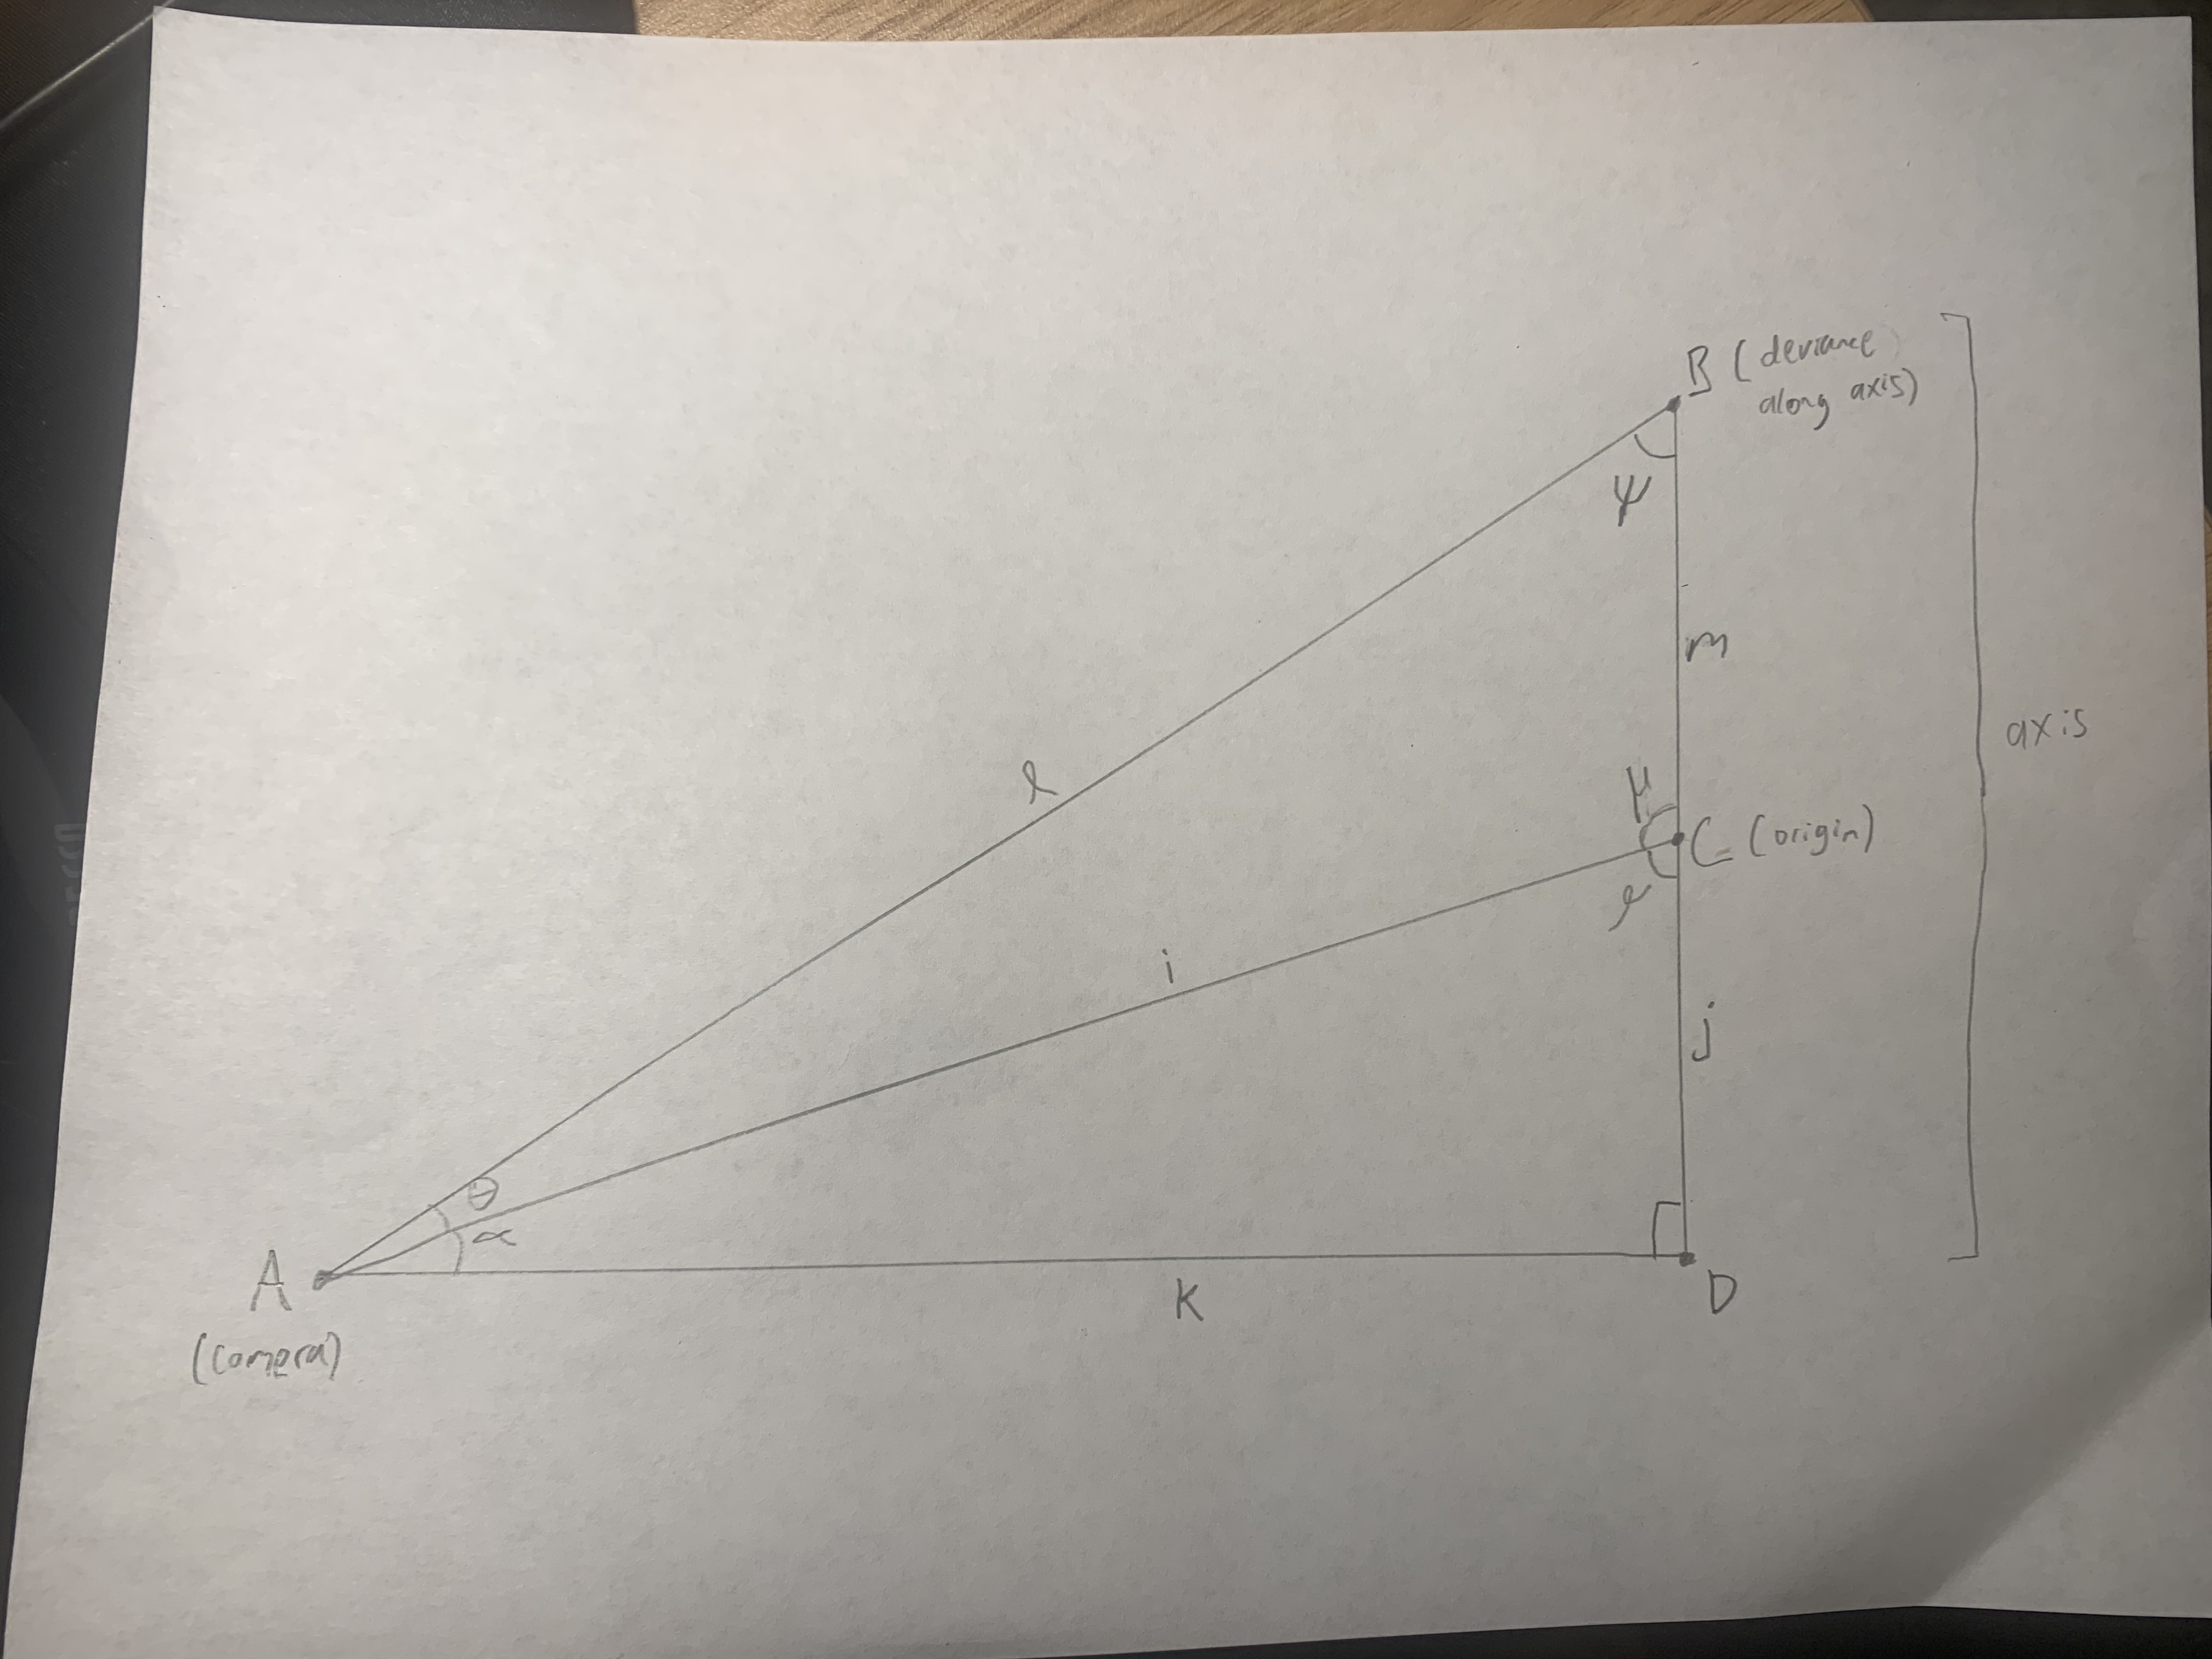 B (deviance
along axis)
ψ
m
axis
l
μ
C (origin)
i
j
θ
α
A
k
D
(camera)